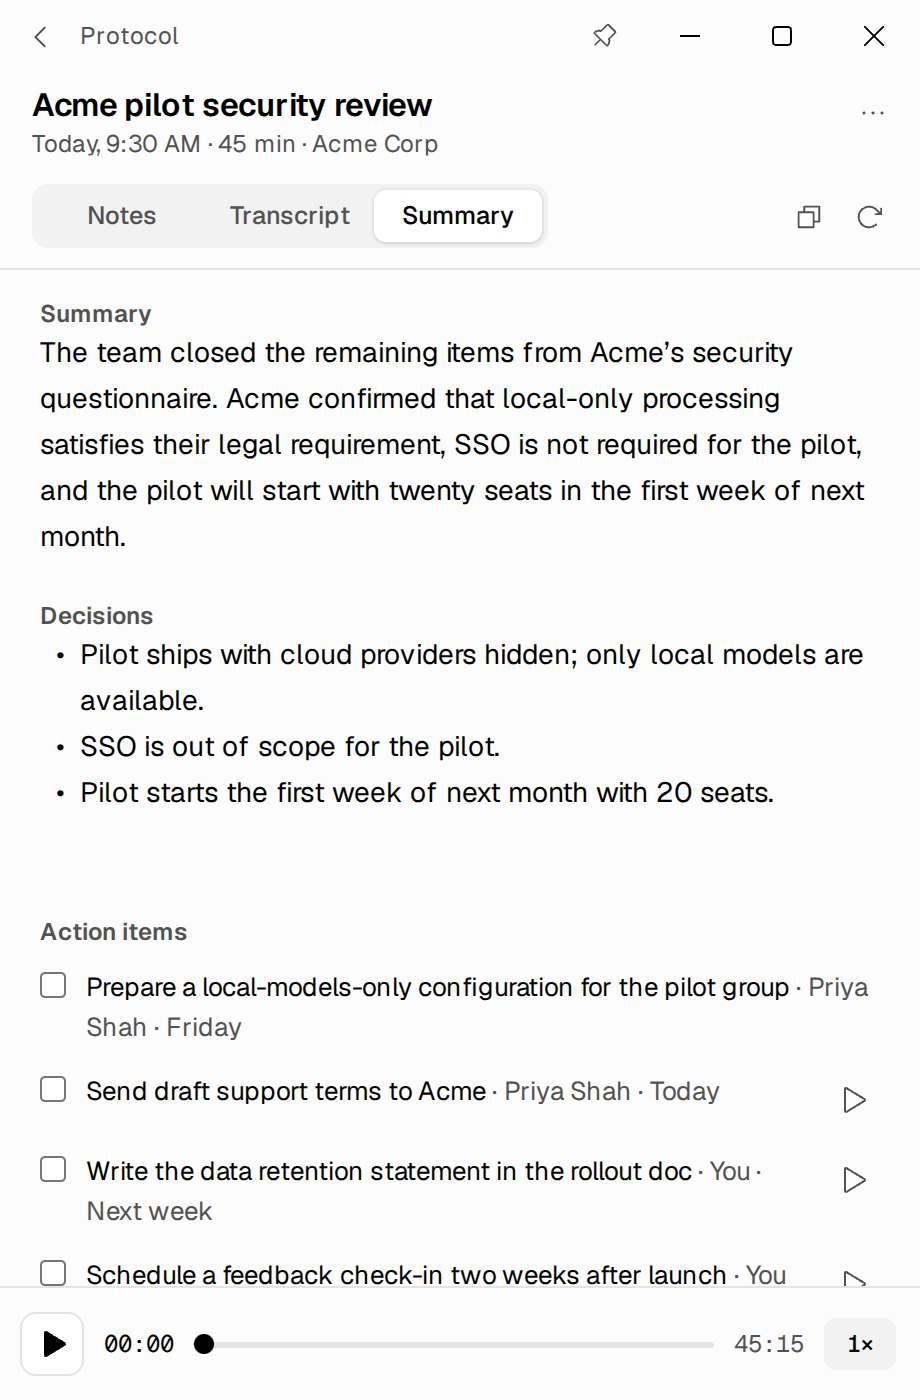 Protocol
Acme pilot security review
Today, 9:30 AM · 45 min · Acme Corp
...
Notes
Transcript
Summary
Summary
The team closed the remaining items from Acme’s security
questionnaire. Acme confirmed that local-only processing
satisfies their legal requirement, SSO is not required for the pilot,
and the pilot will start with twenty seats in the first week of next
month.
Decisions
• Pilot ships with cloud providers hidden; only local models are
available.
• SSO is out of scope for the pilot.
• Pilot starts the first week of next month with 20 seats.
Action items
Prepare a local-models-only configuration for the pilot group · Priya
Shah · Friday
Send draft support terms to Acme · Priya Shah · Today
Write the data retention statement in the rollout doc · You ·
Next week
Schedule a feedback check-in two weeks after launch · You
00:00
45:15
1×